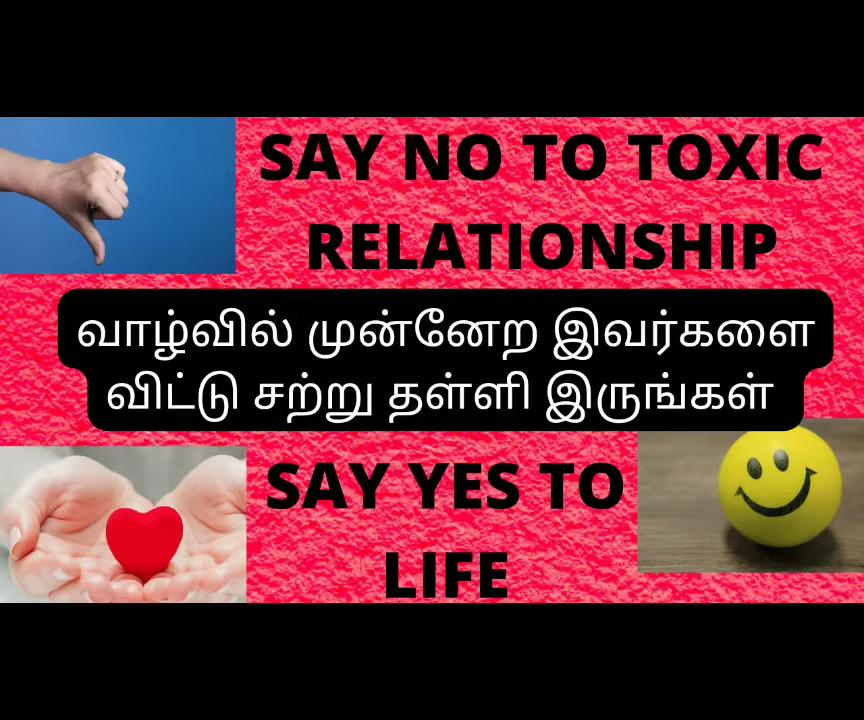 SAY NO TO TOXIC
RELATIONSHIP
வாழ்வில் முன்னேற இவர்களை
விட்டு சற்று தள்ளி இருங்கள்
SAY YES TO
LIFE